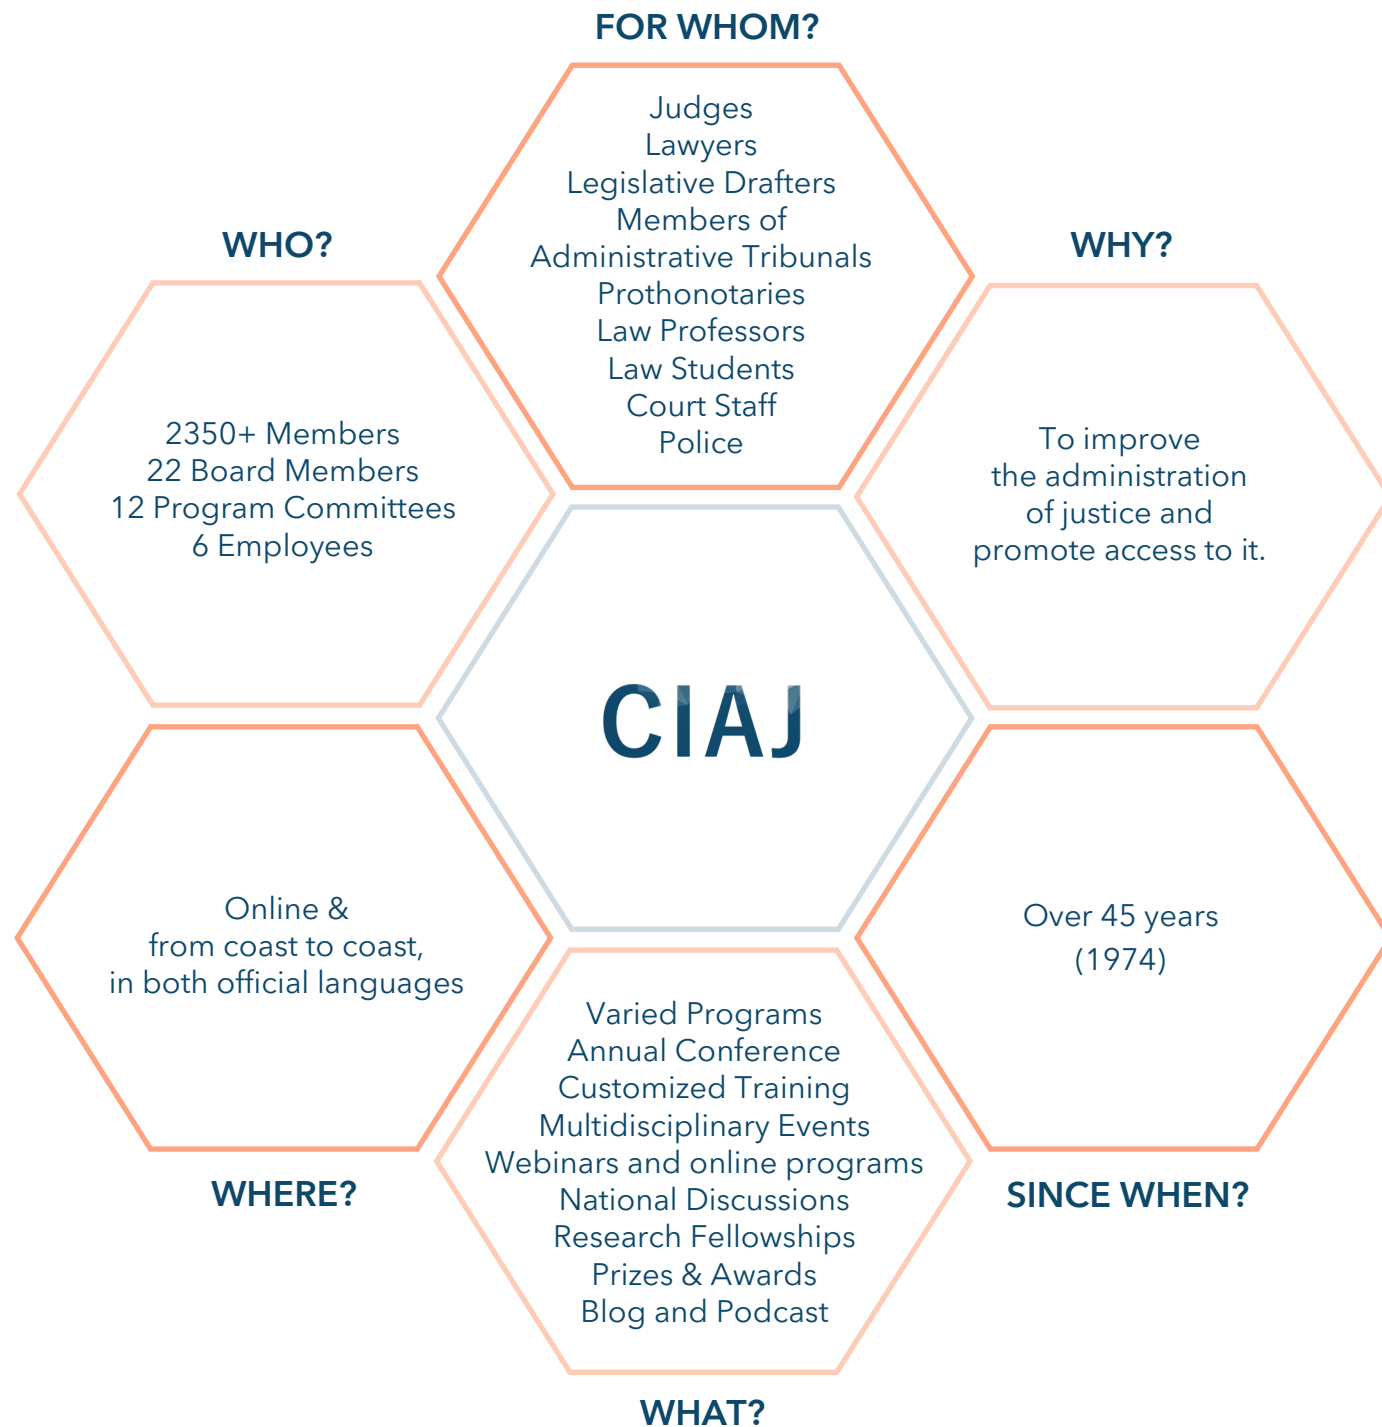 FOR WHOM?
Judges
Lawyers
Legislative Drafters
Members of
Administrative Tribunals
Prothonotaries
Law Professors
Law Students
Court Staff
Police
WHO?
2350+ Members
22 Board Members
12 Program Committees
6 Employees
WHY?
To improve
the administration
of justice and
promote access to it.
CIAJ
Online &
from coast to coast,
in both official languages
WHERE?
Over 45 years
(1974)
SINCE WHEN?
Varied Programs
Annual Conference
Customized Training
Multidisciplinary Events
Webinars and online programs
National Discussions
Research Fellowships
Prizes & Awards
Blog and Podcast
WHAT?